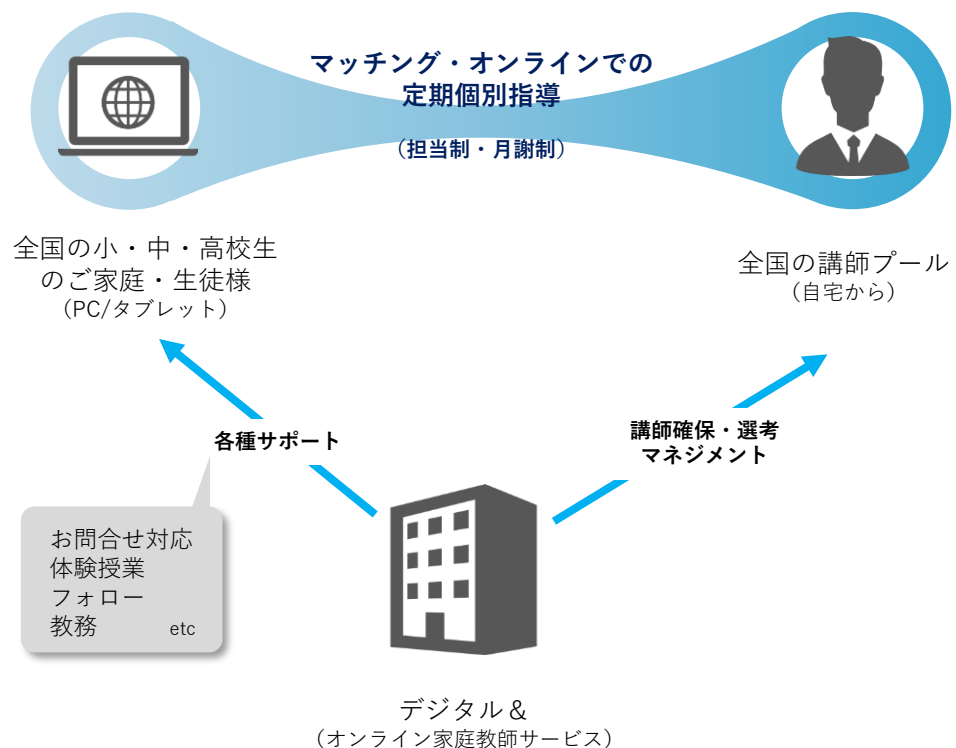 マッチング・オンラインでの
定期個別指導
（担当制・月謝制）
全国の小・中・高校生
のご家庭・生徒様
（PC/タブレット）
全国の講師プール
（自宅から）
各種サポート
講師確保・選考
マネジメント
お問合せ対応
体験授業
フォロー
教務 etc
デジタル＆
（オンライン家庭教師サービス）